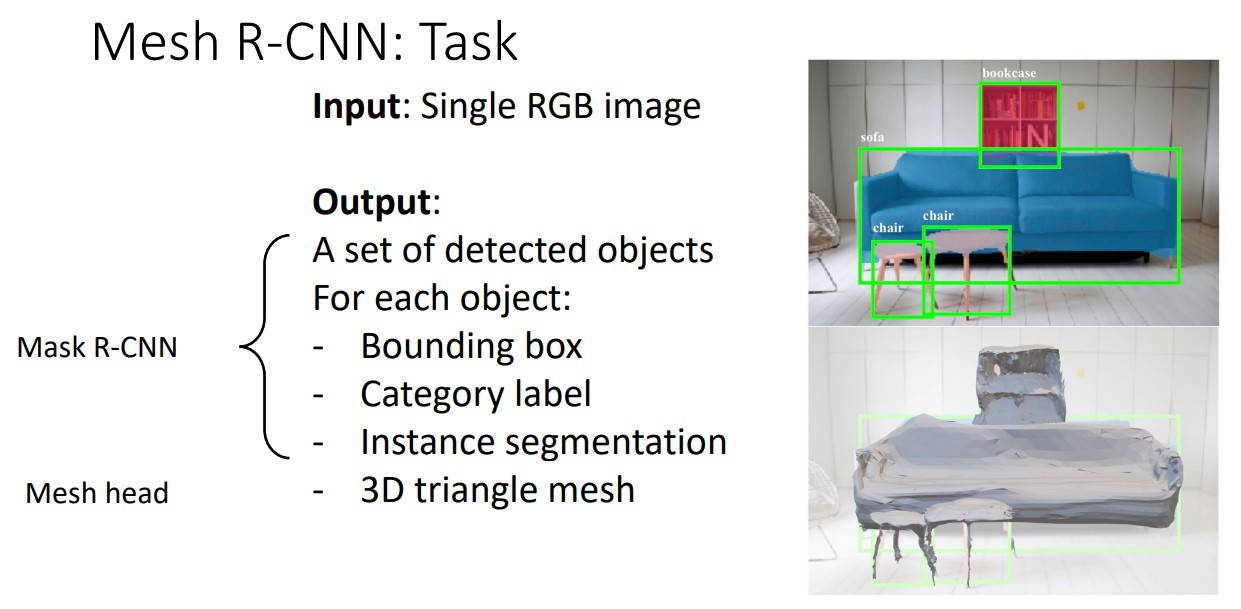 Mesh R-CNN: Task
Input: Single RGB image
Output:
A set of detected objects
For each object:
- Bounding box
- Category label
- Instance segmentation
- 3D triangle mesh
Mask R-CNN
Mesh head
bookcase
sofa
chair
chair
N